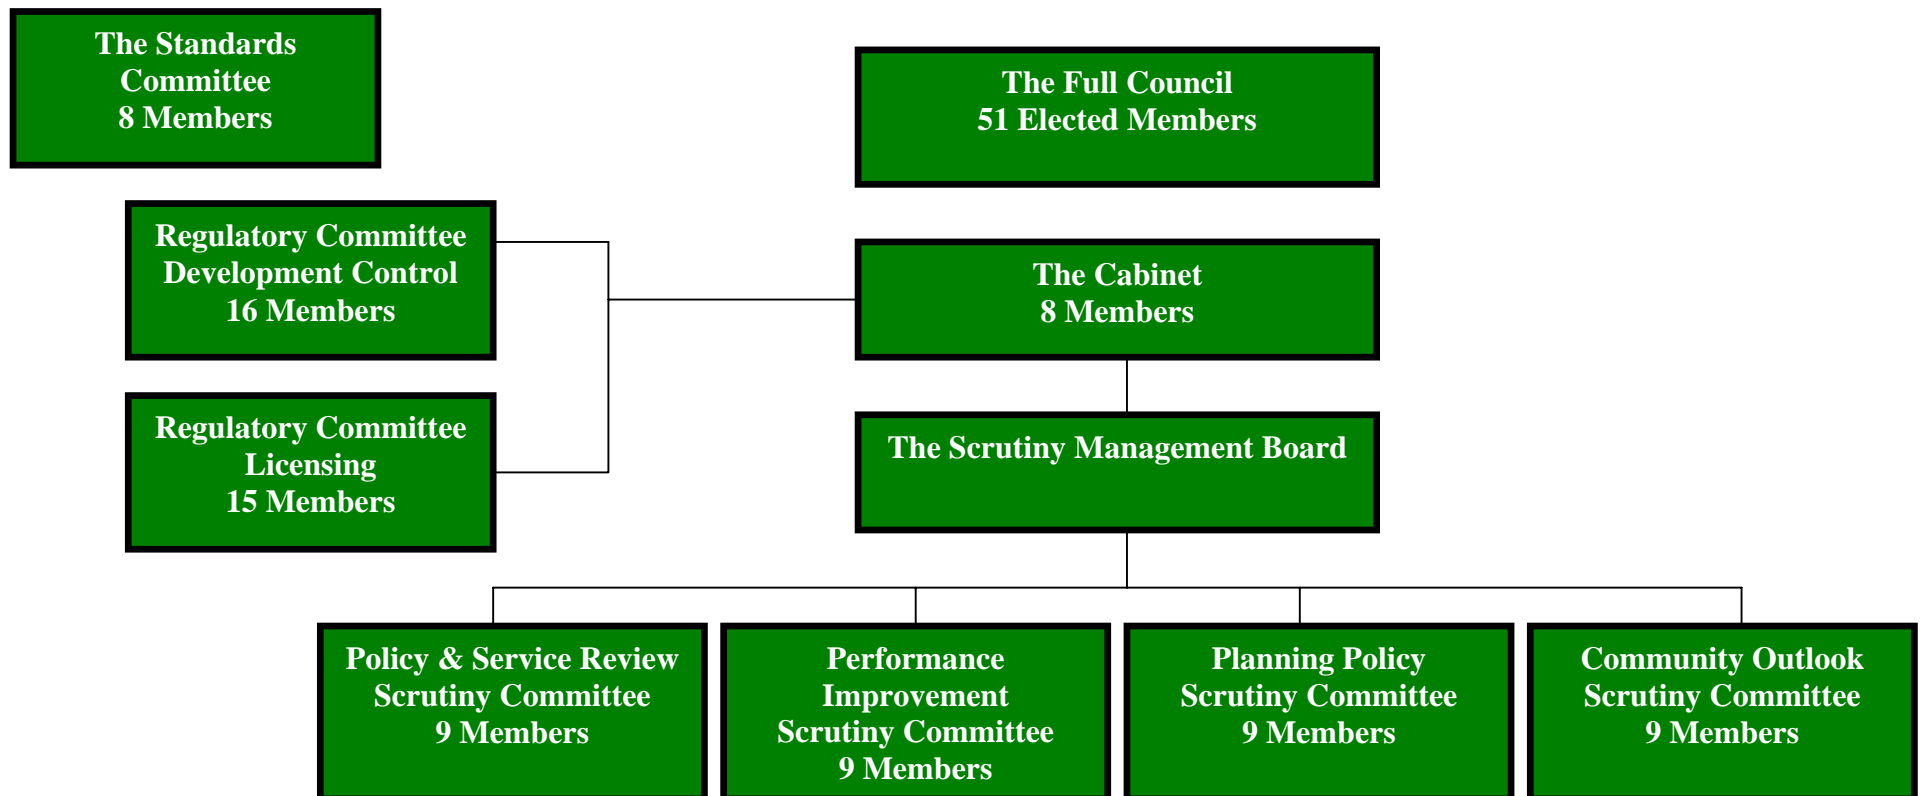 The Standards
Committee
8 Members
The Full Council
51 Elected Members
Regulatory Committee
Development Control
16 Members
The Cabinet
8 Members
Regulatory Committee
Licensing
15 Members
The Scrutiny Management Board
Policy & Service Review
Scrutiny Committee
9 Members
Performance
Improvement
Scrutiny Committee
9 Members
Planning Policy
Scrutiny Committee
9 Members
Community Outlook
Scrutiny Committee
9 Members